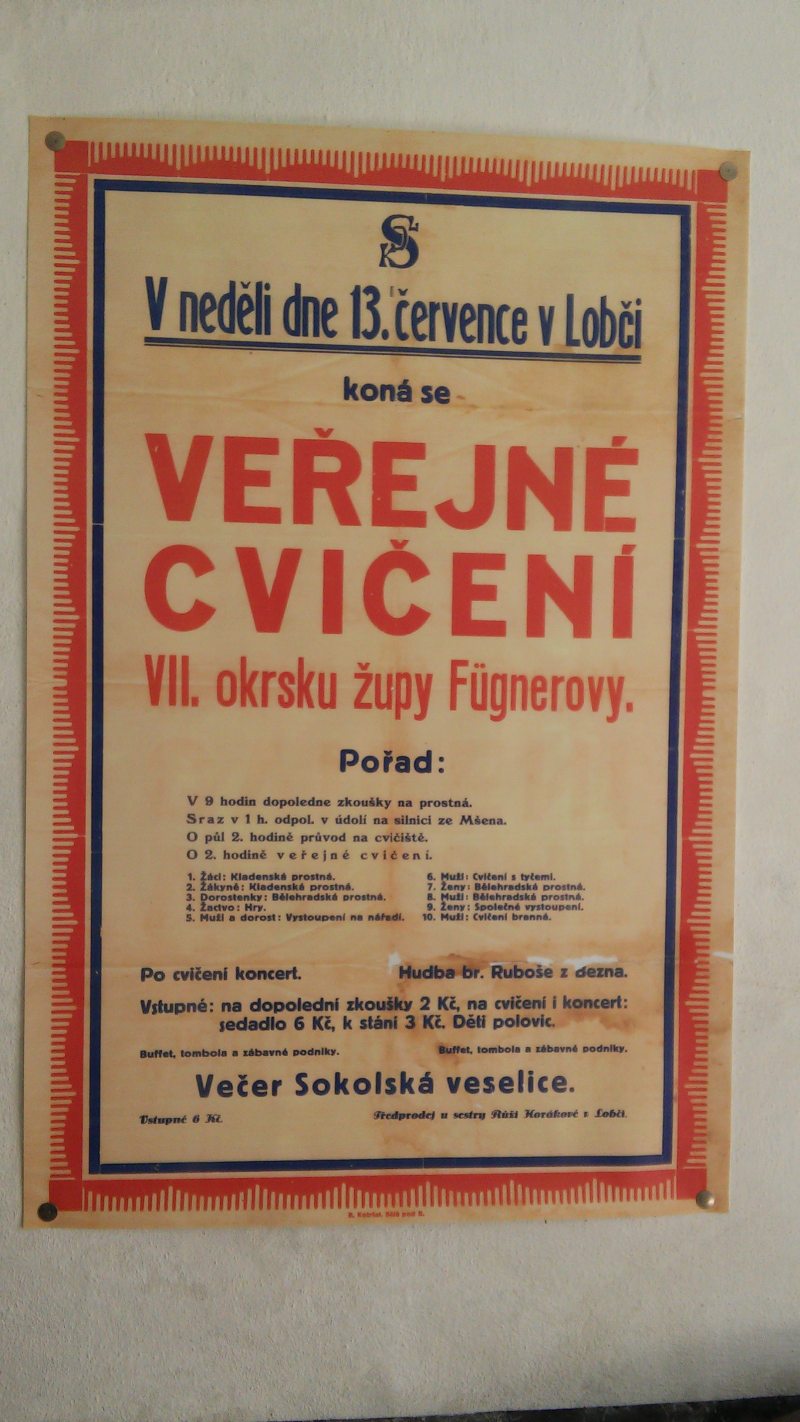 SOK
V neděli dne 13. července v Lobči
koná se
VEŘEJNÉ
CVIČENÍ
VII. okrsku župy Fügnerovy.
Pořad:
V 9 hodin dopoledne zkoušky na prostná.
Sraz v 1 h. odpol. v údolí na silnici ze Mšena.
O půl 2. hodině průvod na cvičiště.
O 2. hodině veřejné cvičení.
1. Žáci: Kladenská prostná.
2. Žákyně: Kladenská prostná.
3. Dorostenky: Bělehradská prostná.
4. Žactvo: Hry.
5. Muži a dorost: Vystoupení na nářadí.
6. Muži: Cvičení s tyčemi.
7. Ženy: Bělehradská prostná.
8. Muži: Bělehradská prostná.
9. Ženy: Společné vystoupení.
10. Muži: Cvičení branná.
Po cvičení koncert. Hudba br. Ruboše z dezna.
Vstupné: na dopolední zkoušky 2 Kč, na cvičení i koncert:
sedadlo 6 Kč, k stání 3 Kč. Děti polovic.
Buffet, tombola a zábavné podniky. Buffet, tombola a zábavné podniky.
Večer Sokolská veselice.
Vstupné 6 Kč. Předprodej u sestry Růži Horákové v Lobči.